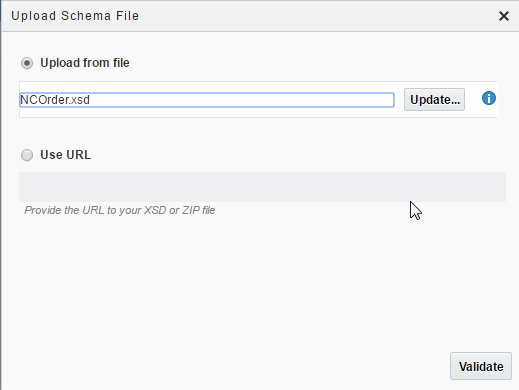 Upload Schema File
Upload from file
NCOrder.xsd
Update...
Use URL
Provide the URL to your XSD or ZIP file
Validate